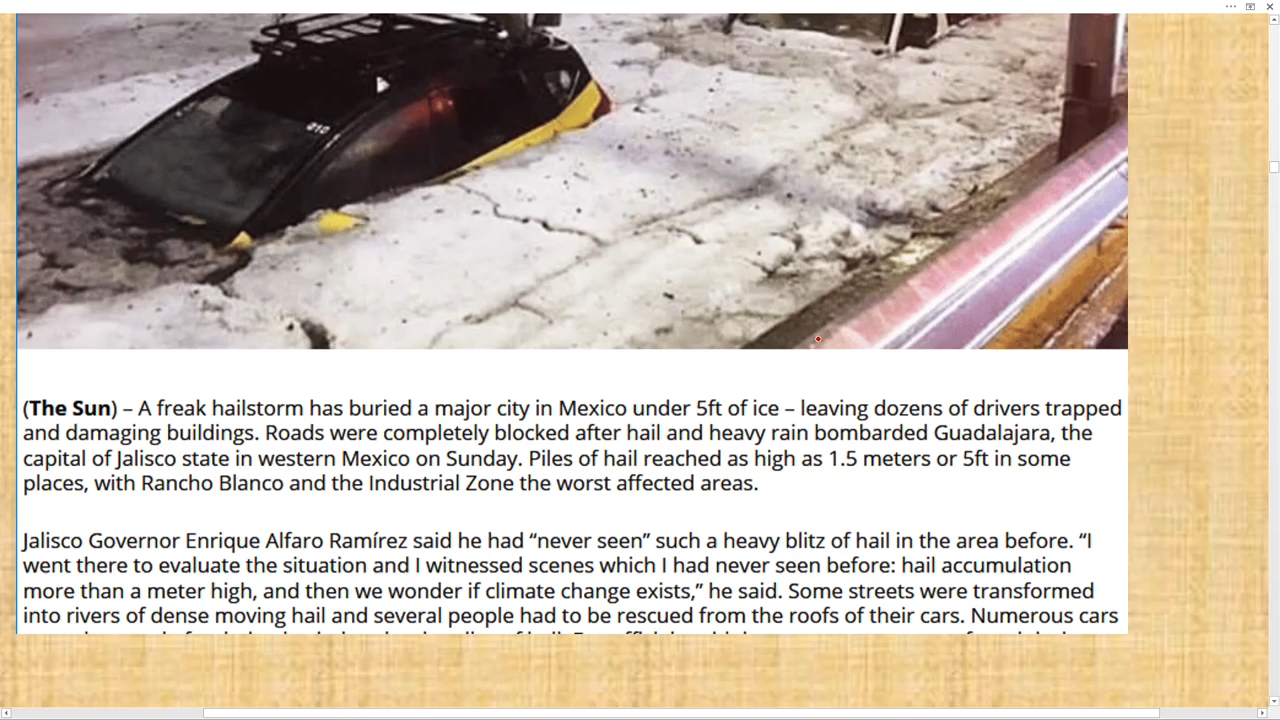 010
(The Sun) – A freak hailstorm has buried a major city in Mexico under 5ft of ice – leaving dozens of drivers trapped
and damaging buildings. Roads were completely blocked after hail and heavy rain bombarded Guadalajara, the
capital of Jalisco state in western Mexico on Sunday. Piles of hail reached as high as 1.5 meters or 5ft in some
places, with Rancho Blanco and the Industrial Zone the worst affected areas.
Jalisco Governor Enrique Alfaro Ramírez said he had “never seen” such a heavy blitz of hail in the area before. “I
went there to evaluate the situation and I witnessed scenes which I had never seen before: hail accumulation
more than a meter high, and then we wonder if climate change exists,” he said. Some streets were transformed
into rivers of dense moving hail and several people had to be rescued from the roofs of their cars. Numerous cars